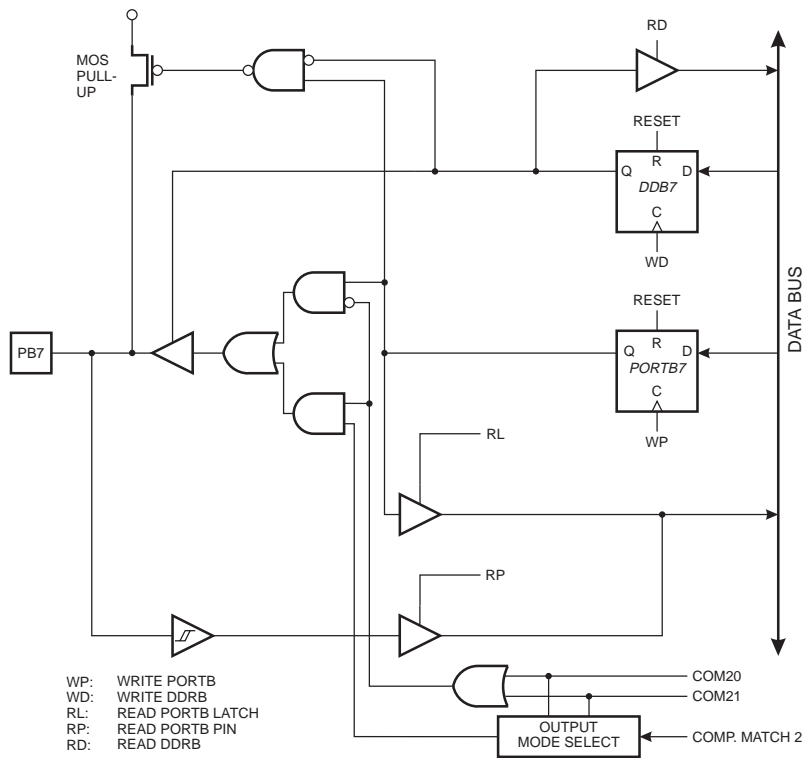 MOS
PULL-
UP
RD
RESET
R
Q
D
DDB7
C
WD
RESET
R
Q
D
PORTB7
C
WP
DATA BUS
PB7
RL
RP
WP: WRITE PORTB
WD: WRITE DDRB
RL: READ PORTB LATCH
RP: READ PORTB PIN
RD: READ DDRB
COM20
COM21
OUTPUT
MODE SELECT
COMP. MATCH 2